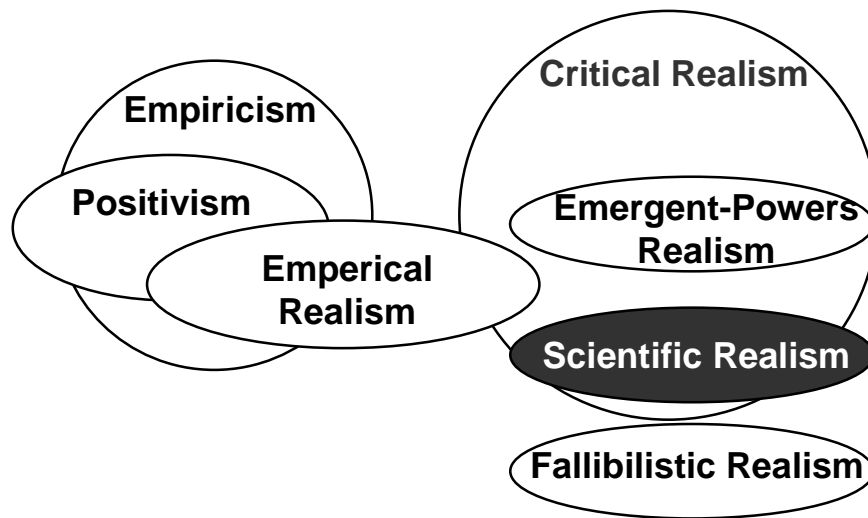 Critical Realism
Empiricism
Positivism
Emergent-Powers
Realism
Emperical
Realism
Scientific Realism
Fallibilistic Realism